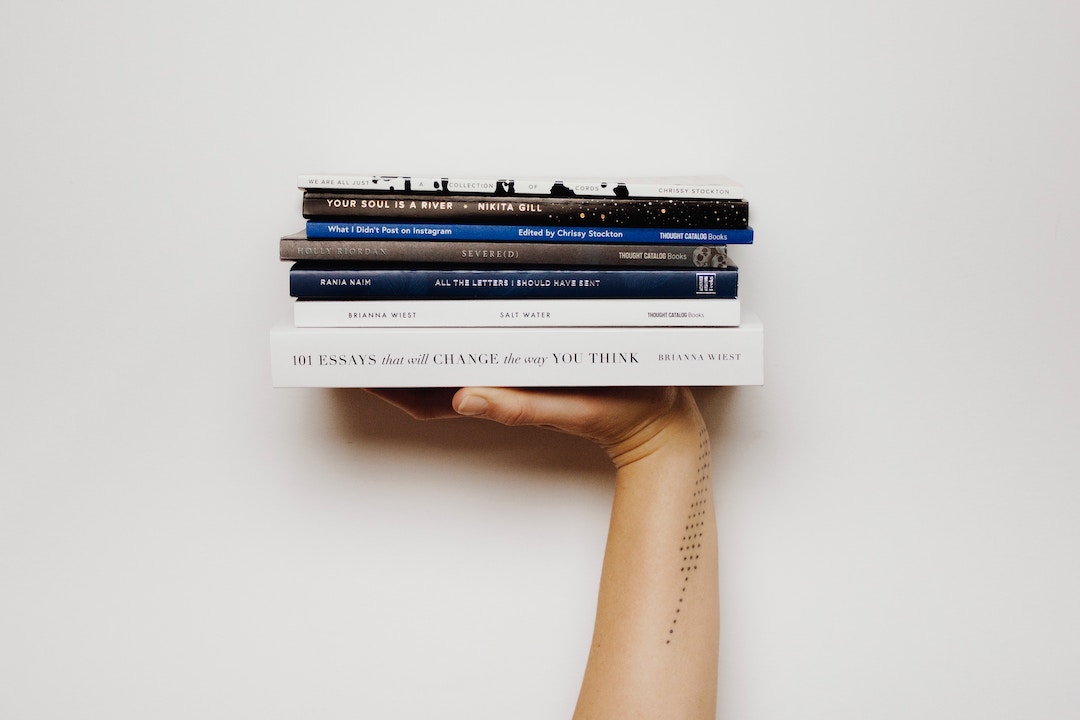 WE ARE ALL JUST A COLLECTION OF CORDS CHRISSY STOCKTON
YOUR SOUL IS A RIVER • NIKITA GILL
What I Didn't Post on Instagram Edited by Chrissy Stockton THOUGHT CATALOG Books
HOLLY RIORDAN SEVERE(D) THOUGHT CATALOG Books
RANIA NAIM ALL THE LETTERS I SHOULD HAVE SENT
BRIANNA WIEST SALT WATER THOUGHT CATALOG Books
101 ESSAYS that will CHANGE the way YOU THINK BRIANNA WIEST